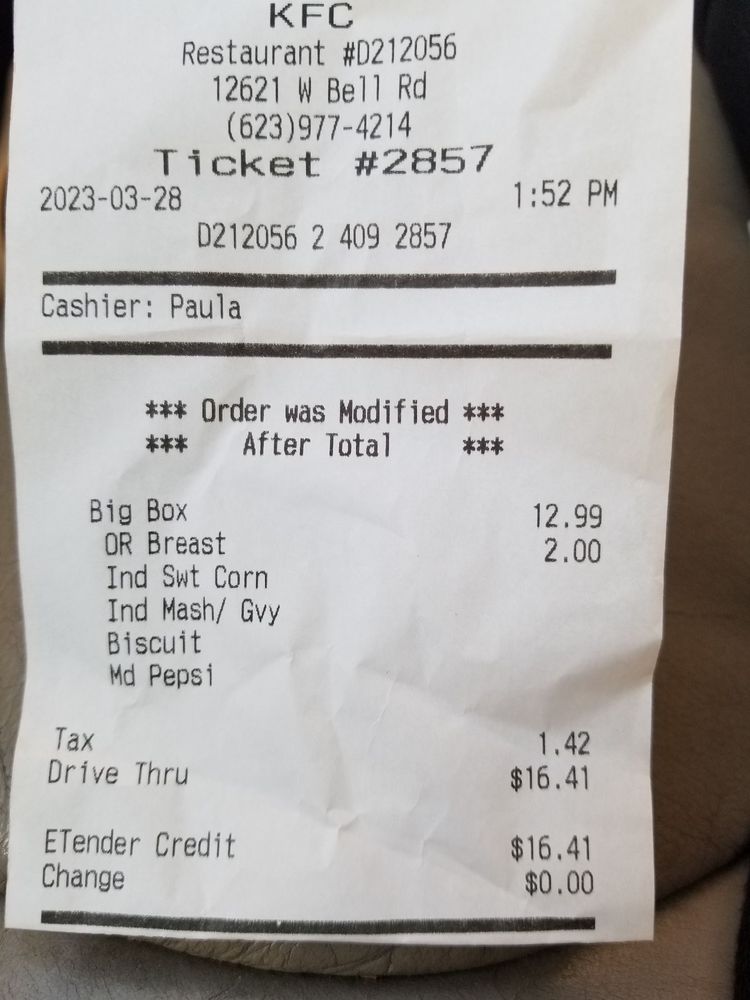 KFC
Restaurant #D212056
12621 W Bell Rd
(623)977-4214
Ticket #2857
2023-03-28 1:52 PM
D212056 2 409 2857
Cashier: Paula
*** Order was Modified ***
*** After Total ***
Big Box 12.99
OR Breast 2.00
Ind Swt Corn
Ind Mash/ Gvy
Biscuit
Md Pepsi
Tax 1.42
Drive Thru $16.41
ETender Credit $16.41
Change $0.00